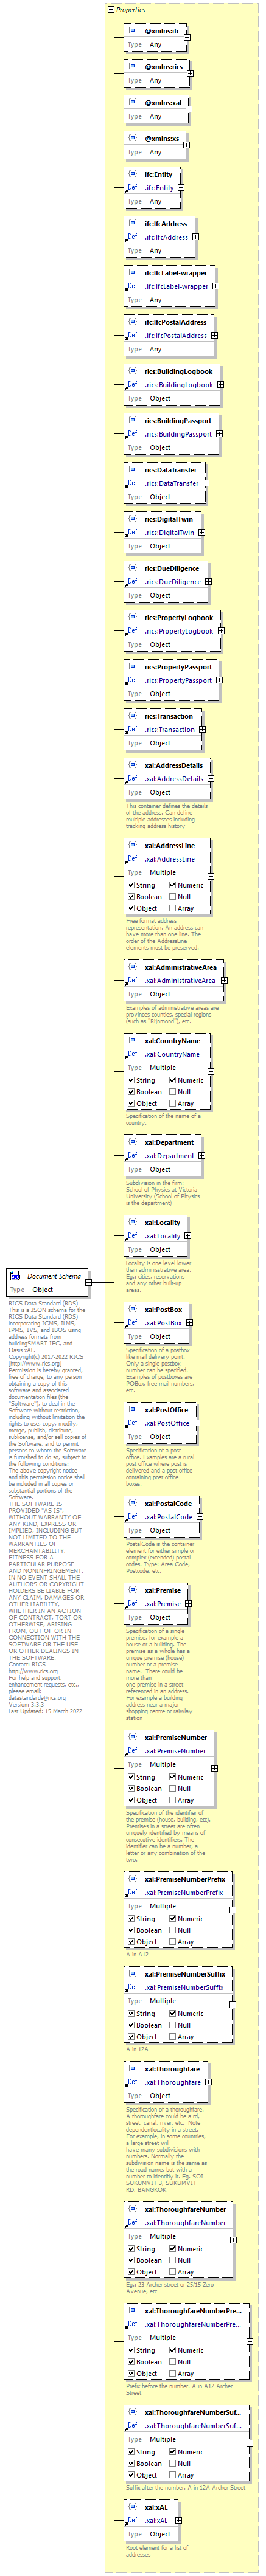 Properties
@xmlns:ifc
Type Any
@xmlns:rics
Type Any
@xmlns:xal
Type Any
@xmlns:xs
Type Any
ifc:Entity
Def .ifc:Entity
Type Any
ifc:IfcAddress
Def .ifc:IfcAddress
Type Any
ifc:IfcLabel-wrapper
Def .ifc:IfcLabel-wrapper
Type Any
ifc:IfcPostalAddress
Def .ifc:IfcPostalAddress
Type Any
rics:BuildingLogbook
Def .rics:BuildingLogbook
Type Object
rics:BuildingPassport
Def .rics:BuildingPassport
Type Object
rics:DataTransfer
Def .rics:DataTransfer
Type Object
rics:DigitalTwin
Def .rics:DigitalTwin
Type Object
rics:DueDiligence
Def .rics:DueDiligence
Type Object
rics:PropertyLogbook
Def .rics:PropertyLogbook
Type Object
rics:PropertyPassport
Def .rics:PropertyPassport
Type Object
rics:Transaction
Def .rics:Transaction
Type Object
xal:AddressDetails
Def .xal:AddressDetails
Type Object
This container defines the details
of the address. Can define
multiple addresses including
tracking address history
xal:AddressLine
Def .xal:AddressLine
Type Multiple
String Numeric
Boolean Null
Object Array
Free format address
representation. An address can
have more than one line. The
order of the AddressLine
elements must be preserved.
xal:AdministrativeArea
Def .xal:AdministrativeArea
Type Object
Examples of administrative areas are
provinces counties, special regions
(such as "Rijnmond"), etc.
xal:CountryName
Def .xal:CountryName
Type Multiple
String Numeric
Boolean Null
Object Array
Specification of the name of a
country.
xal:Department
Def .xal:Department
Type Object
Subdivision in the firm:
School of Physics at Victoria
University (School of Physics
is the department)
xal:Locality
Def .xal:Locality
Type Object
Locality is one level lower
than administrative area.
Eg.: cities, reservations
and any other built-up
areas.
Document Schema
Type Object
RICS Data Standard (RDS)
This is a JSON schema for the
RICS Data Standard (RDS)
incorporating ICMS, ILMS,
IPMS, IVS, and IBOS using
address formats from
buildingSMART IFC, and
Oasis xAL.
Copyright(c) 2017-2022 RICS
[http://www.rics.org]
Permission is hereby granted,
free of charge, to any person
obtaining a copy of this
software and associated
documentation files (the
"Software"), to deal in the
Software without restriction,
including without limitation the
rights to use, copy, modify,
merge, publish, distribute,
sublicense, and/or sell copies of
the Software, and to permit
persons to whom the Software
is furnished to do so, subject to
the following conditions:
The above copyright notice
and this permission notice shall
be included in all copies or
substantial portions of the
Software.
THE SOFTWARE IS
PROVIDED "AS IS",
WITHOUT WARRANTY OF
ANY KIND, EXPRESS OR
IMPLIED, INCLUDING BUT
NOT LIMITED TO THE
WARRANTIES OF
MERCHANTABILITY,
FITNESS FOR A
PARTICULAR PURPOSE
AND NONINFRINGEMENT.
IN NO EVENT SHALL THE
AUTHORS OR COPYRIGHT
HOLDERS BE LIABLE FOR
ANY CLAIM, DAMAGES OR
OTHER LIABILITY,
WHETHER IN AN ACTION
OF CONTRACT, TORT OR
OTHERWISE, ARISING
FROM, OUT OF OR IN
CONNECTION WITH THE
SOFTWARE OR THE USE
OR OTHER DEALINGS IN
THE SOFTWARE.
Contact: RICS
http://www.rics.org
For help and support,
enhancement requests, etc.,
please email:
datastandards@rics.org
Version: 3.3.3
Last Updated: 15 March 2022
xal:PostBox
Def .xal:PostBox
Type Object
Specification of a postbox
like mail delivery point.
Only a single postbox
number can be specified.
Examples of postboxes are
POBox, free mail numbers,
etc.
xal:PostOffice
Def .xal:PostOffice
Type Object
Specification of a post
office. Examples are a rural
post office where post is
delivered and a post office
containing post office
boxes.
xal:PostalCode
Def .xal:PostalCode
Type Object
PostalCode is the container
element for either simple or
complex (extended) postal
codes. Type: Area Code,
Postcode, etc.
xal:Premise
Def .xal:Premise
Type Object
Specification of a single
premise, for example a
house or a building. The
premise as a whole has a
unique premise (house)
number or a premise
name. There could be
more than
one premise in a street
referenced in an address.
For example a building
address near a major
shopping centre or raiwlay
station
xal:PremiseNumber
Def .xal:PremiseNumber
Type Multiple
String Numeric
Boolean Null
Object Array
Specification of the identifier of
the premise (house, building, etc).
Premises in a street are often
uniquely identified by means of
consecutive identifiers. The
identifier can be a number, a
letter or any combination of the
two.
xal:PremiseNumberPrefix
Def .xal:PremiseNumberPrefix
Type Multiple
String Numeric
Boolean Null
Object Array
A in A12
xal:PremiseNumberSuffix
Def .xal:PremiseNumberSuffix
Type Multiple
String Numeric
Boolean Null
Object Array
A in 12A
xal:Thoroughfare
Def .xal:Thoroughfare
Type Object
Specification of a thoroughfare.
A thoroughfare could be a rd,
street, canal, river, etc. Note
dependentlocality in a street.
For example, in some countries,
a large street will
have many subdivisions with
numbers. Normally the
subdivision name is the same as
the road name, but with a
number to identifiy it. Eg. SOI
SUKUMVIT 3, SUKUMVIT
RD, BANGKOK
xal:ThoroughfareNumber
Def .xal:ThoroughfareNumber
Type Multiple
String Numeric
Boolean Null
Object Array
Eg.: 23 Archer street or 25/15 Zero
Avenue, etc
xal:ThoroughfareNumberPre...
Def .xal:ThoroughfareNumberPre...
Type Multiple
String Numeric
Boolean Null
Object Array
Prefix before the number. A in A12 Archer
Street
xal:ThoroughfareNumberSuf...
Def .xal:ThoroughfareNumberSuf...
Type Multiple
String Numeric
Boolean Null
Object Array
Suffix after the number. A in 12A Archer Street
xal:xAL
Def .xal:xAL
Type Object
Root element for a list of
addresses